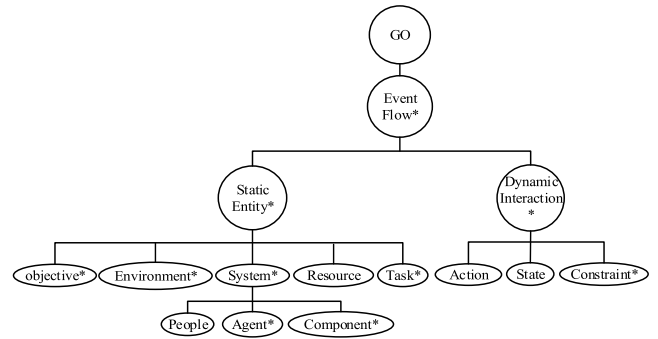 GO
Event
Flow*
Static
Entity*
Dynamic
Interaction
*
objective*
Environment*
System*
Resource
Task*
Action
State
Constraint*
People
Agent*
Component*